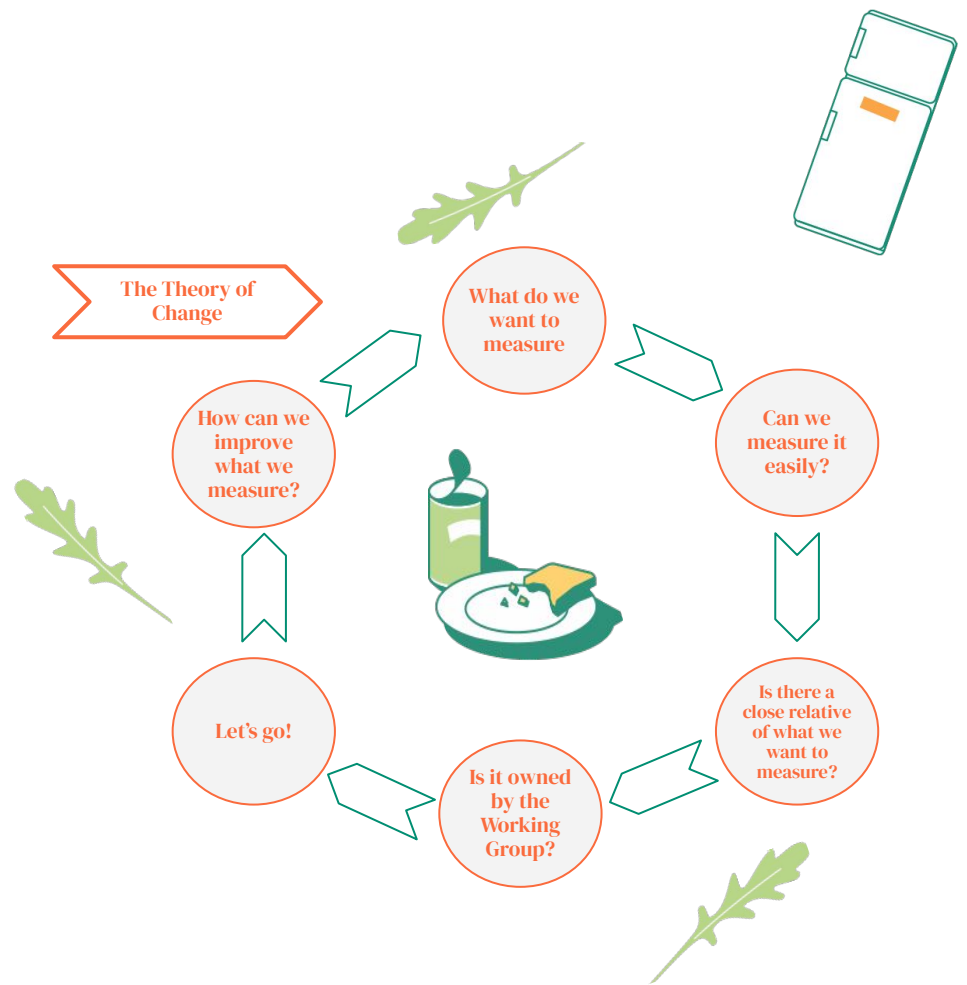 The Theory of
Change
What do we
want to
measure
Can we
measure it
easily?
Is there a
close relative
of what we
want to
measure?
Is it owned
by the
Working
Group?
Let’s go!
How can we
improve
what we
measure?